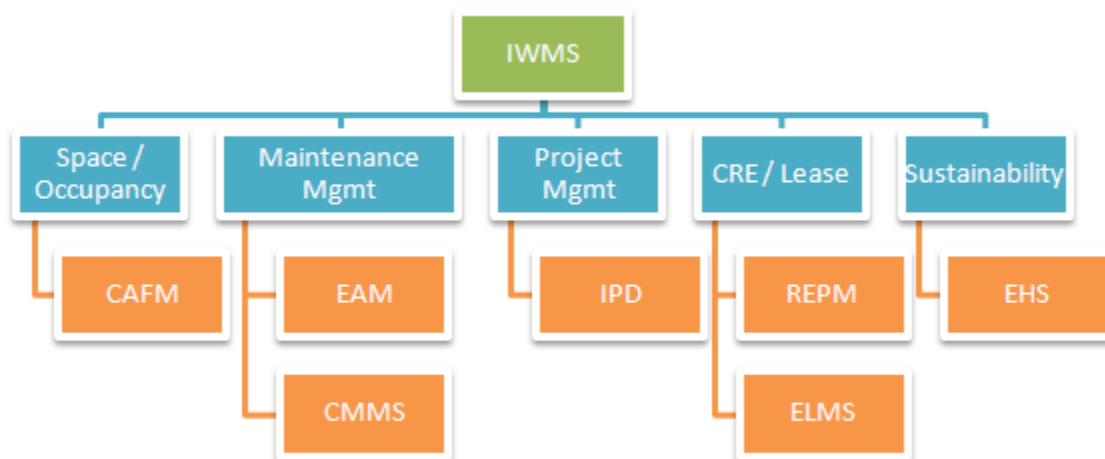 IWMS
Space /
Occupancy
Maintenance
Mgmt
Project
Mgmt
CRE / Lease
Sustainability
CAFM
EAM
IPD
REPM
EHS
CMMS
ELMS